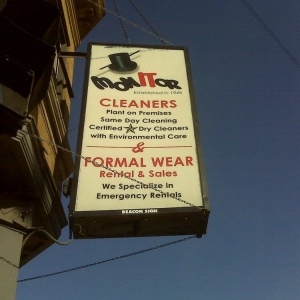 MONITOR
Established in 1946
CLEANERS
Plant on Premises
Same Day Cleaning
Certified Dry Cleaners
with Environmental Care
&
FORMAL WEAR
Rental & Sales
We Specialize in
Emergency Rentals
BEACON SIGN